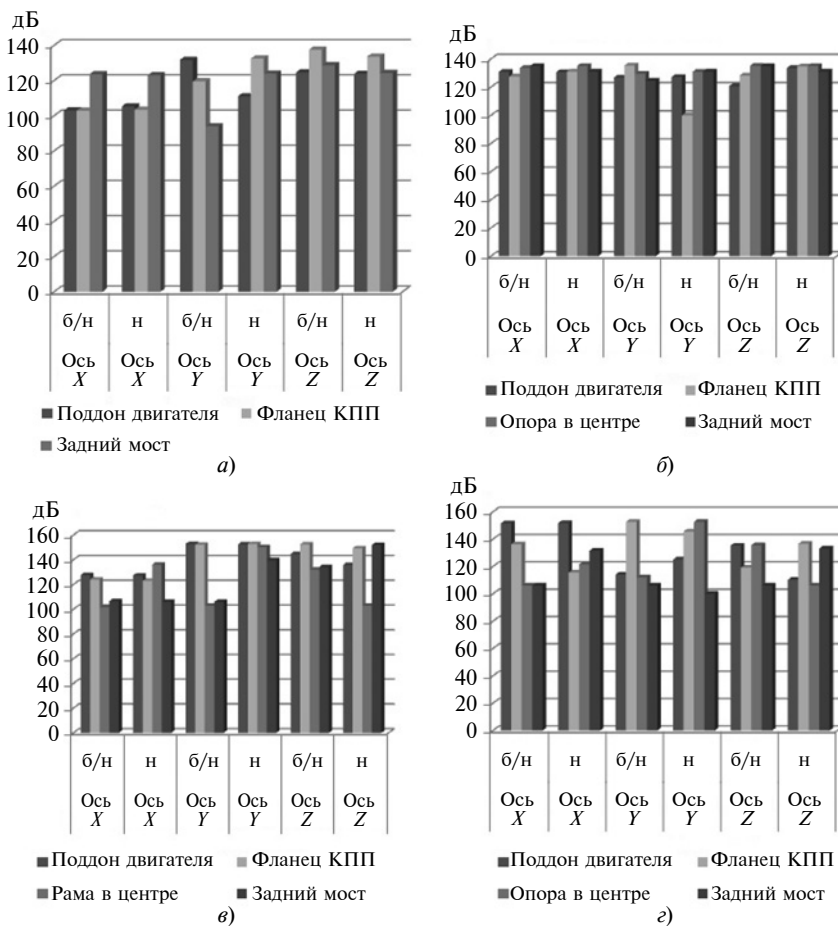 дБ
140
120
100
80
60
40
20
0
б/н н б/н н б/н н
Ось Ось Ось Ось Ось Ось
X X Y Y Z Z
Поддон двигателя Фланец КПП
Задний мост
а)
дБ
140
120
100
80
60
40
20
0
б/н н б/н н б/н н
Ось Ось Ось Ось Ось Ось
X X Y Y Z Z
Поддон двигателя Фланец КПП
Опора в центре Задний мост
б)
дБ
160
140
120
100
80
60
40
20
0
б/н н б/н н б/н н
Ось Ось Ось Ось Ось Ось
X X Y Y Z Z
Поддон двигателя Фланец КПП
Рама в центре Задний мост
в)
дБ
160
140
120
100
80
60
40
20
0
б/н н б/н н б/н н
Ось Ось Ось Ось Ось Ось
X X Y Y Z Z
Поддон двигателя Фланец КПП
Опора в центре Задний мост
г)